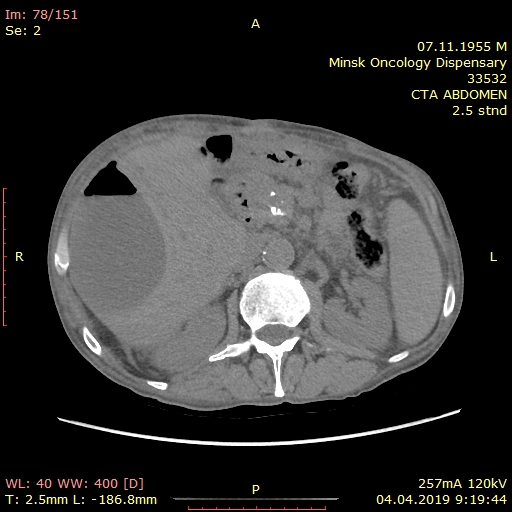 Im: 78/151
Se: 2
A
07.11.1955 M
Minsk Oncology Dispensary
33532
CTA ABDOMEN
2.5 stnd
R
L
WL: 40 WW: 400 [D]
T: 2.5mm L: -186.8mm
P
257mA 120kV
04.04.2019 9:19:44